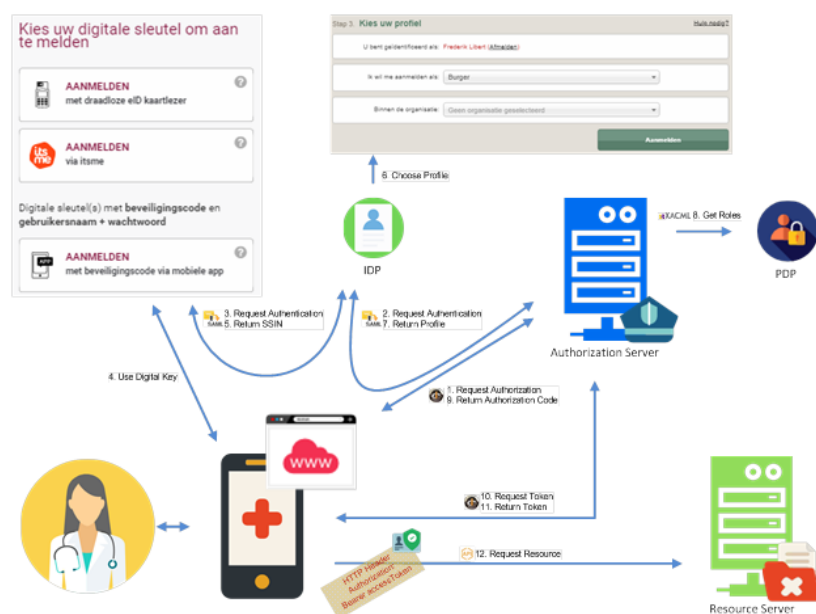 Kies uw digitale sleutel om aan
te melden
AANMELDEN
met draadloze eID kaartlezer
AANMELDEN
via itsme
its
me
Digitale sleutel(s) met beveiligingscode en
gebruikersnaam + wachtwoord
AANMELDEN
met beveiligingscode via mobiele app
APP
Stap 3. Kies uw profiel
Hulp nodig?
U bent geïdentificeerd als: Frederik Libert (Afmelden)
Ik wil me aanmelden als: Burger
Binnen de organisatie: Geen organisatie geselecteerd
Aanmelden
6. Choose Profile
IDP
XACML 8. Get Roles
PDP
Authorization Server
3. Request Authentication
SAML 5. Return SSIN
2. Request Authentication
SAML 7. Return Profile
4. Use Digital Key
1. Request Authorization
9. Return Authorization Code
www
10. Request Token
11. Return Token
API 12. Request Resource
HTTP Header
Authorization
Bearer accessToken
Resource Server